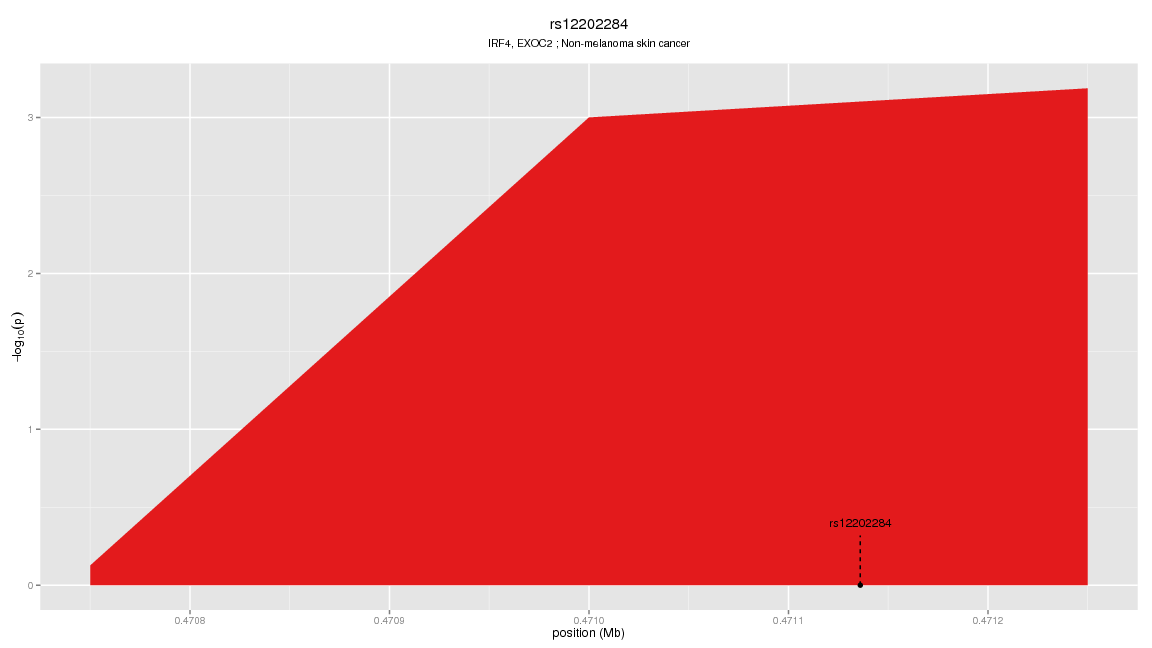 rs12202284
IRF4, EXOC2 ; Non-melanoma skin cancer
3
2
1
0
-log10(p)
rs12202284
0.4708
0.4709
0.4710
0.4711
0.4712
position (Mb)